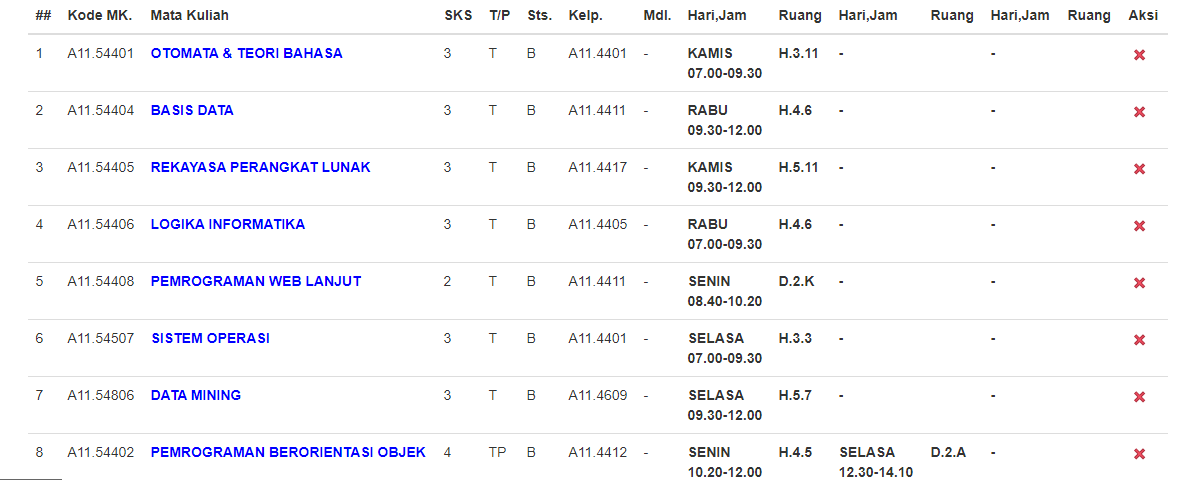 ## Kode MK. Mata Kuliah SKS T/P Sts. Kelp. Mdl. Hari,Jam Ruang Hari,Jam Ruang Hari,Jam Ruang Aksi
1 A11.54401 OTOMATA & TEORI BAHASA 3 T B A11.4401 - KAMIS H.3.11 - -
07.00-09.30
2 A11.54404 BASIS DATA 3 T B A11.4411 - RABU H.4.6 - -
09.30-12.00
3 A11.54405 REKAYASA PERANGKAT LUNAK 3 T B A11.4417 - KAMIS H.5.11 - -
09.30-12.00
4 A11.54406 LOGIKA INFORMATIKA 3 T B A11.4405 - RABU H.4.6 - -
07.00-09.30
5 A11.54408 PEMROGRAMAN WEB LANJUT 2 T B A11.4411 - SENIN D.2.K - -
08.40-10.20
6 A11.54507 SISTEM OPERASI 3 T B A11.4401 - SELASA H.3.3 - -
07.00-09.30
7 A11.54806 DATA MINING 3 T B A11.4609 - SELASA H.5.7 - -
09.30-12.00
8 A11.54402 PEMROGRAMAN BERORIENTASI OBJEK 4 TP B A11.4412 - SENIN H.4.5 SELASA D.2.A -
10.20-12.00 12.30-14.10